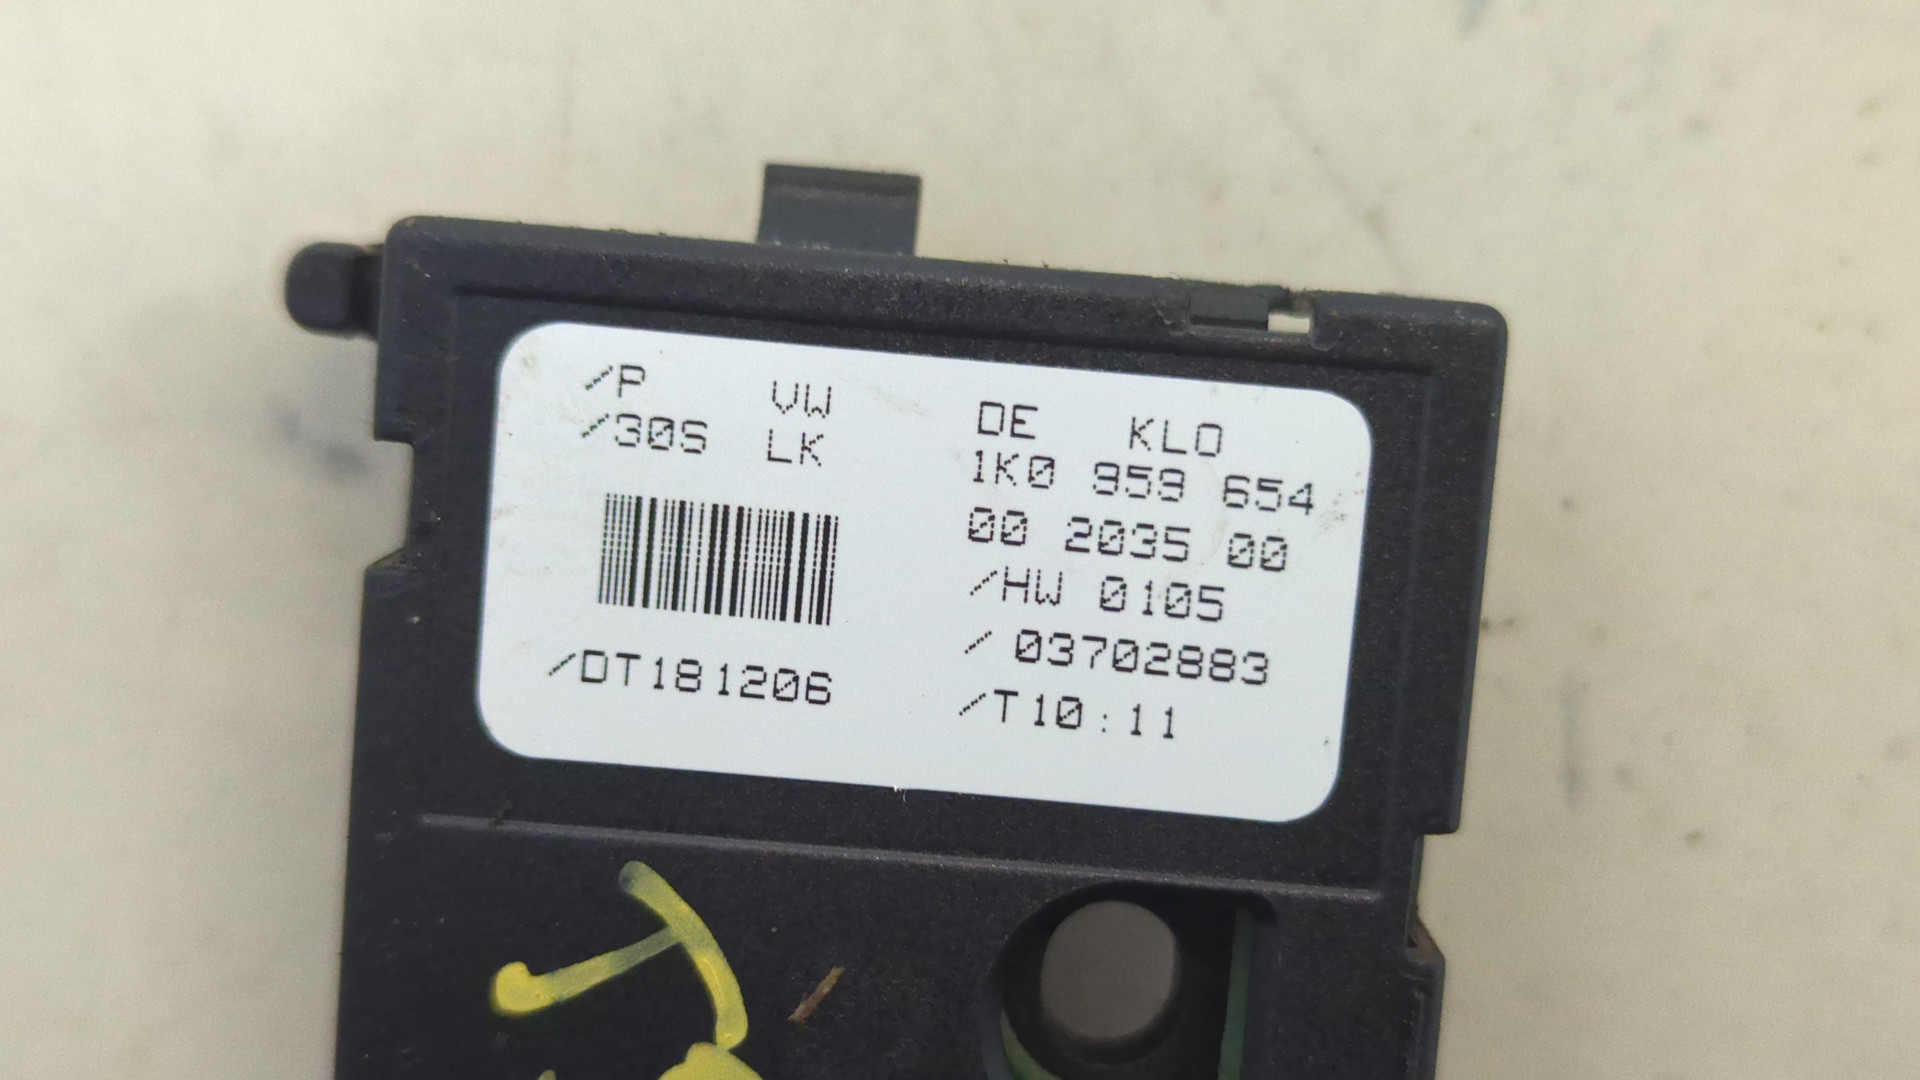 /P VW DE KLO
/30S LK 1K0 959 654
00 2035 00
/HW 0105
/ 03702883
/DT181206 /T10:11